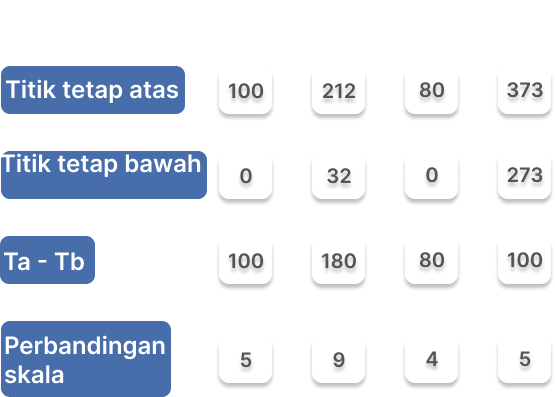 Titik tetap atas 100 212 80 373
Titik tetap bawah 0 32 0 273
Ta - Tb 100 180 80 100
Perbandingan
skala 5 9 4 5